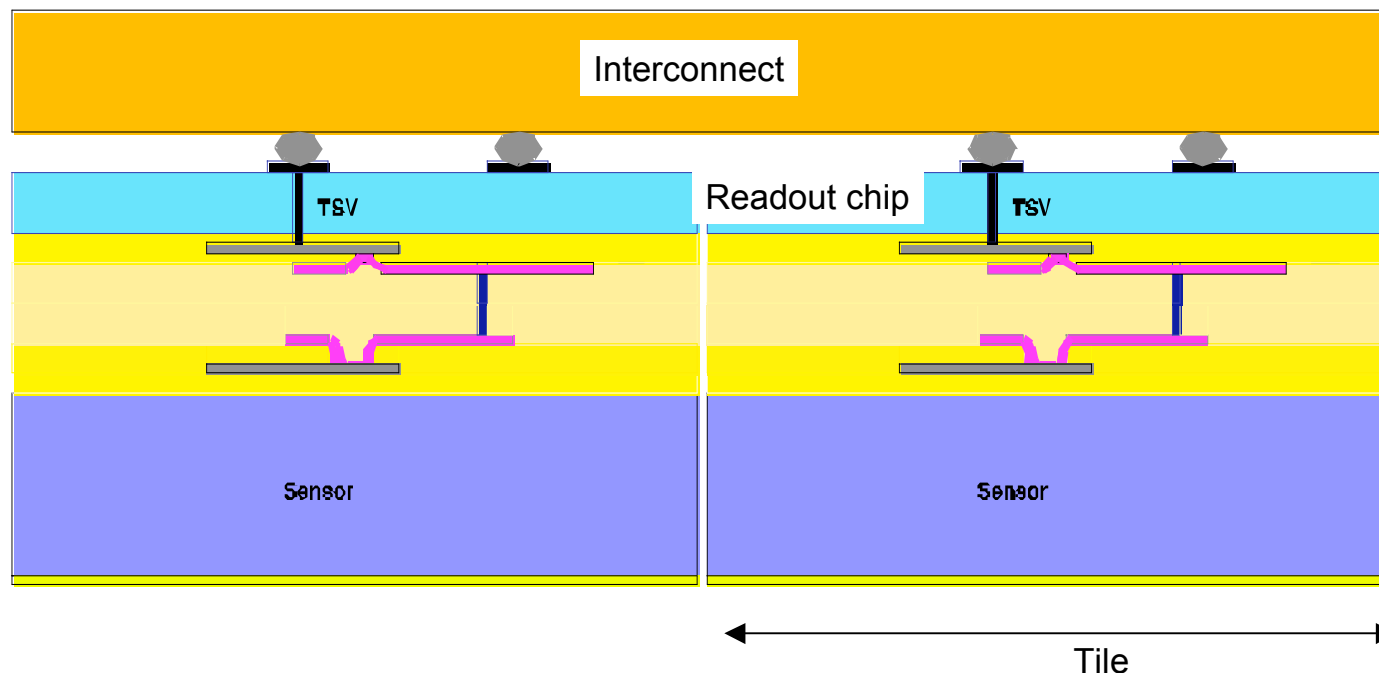 Interconnect
Readout chip
TSV
TSV
Sensor
Sensor
Tile